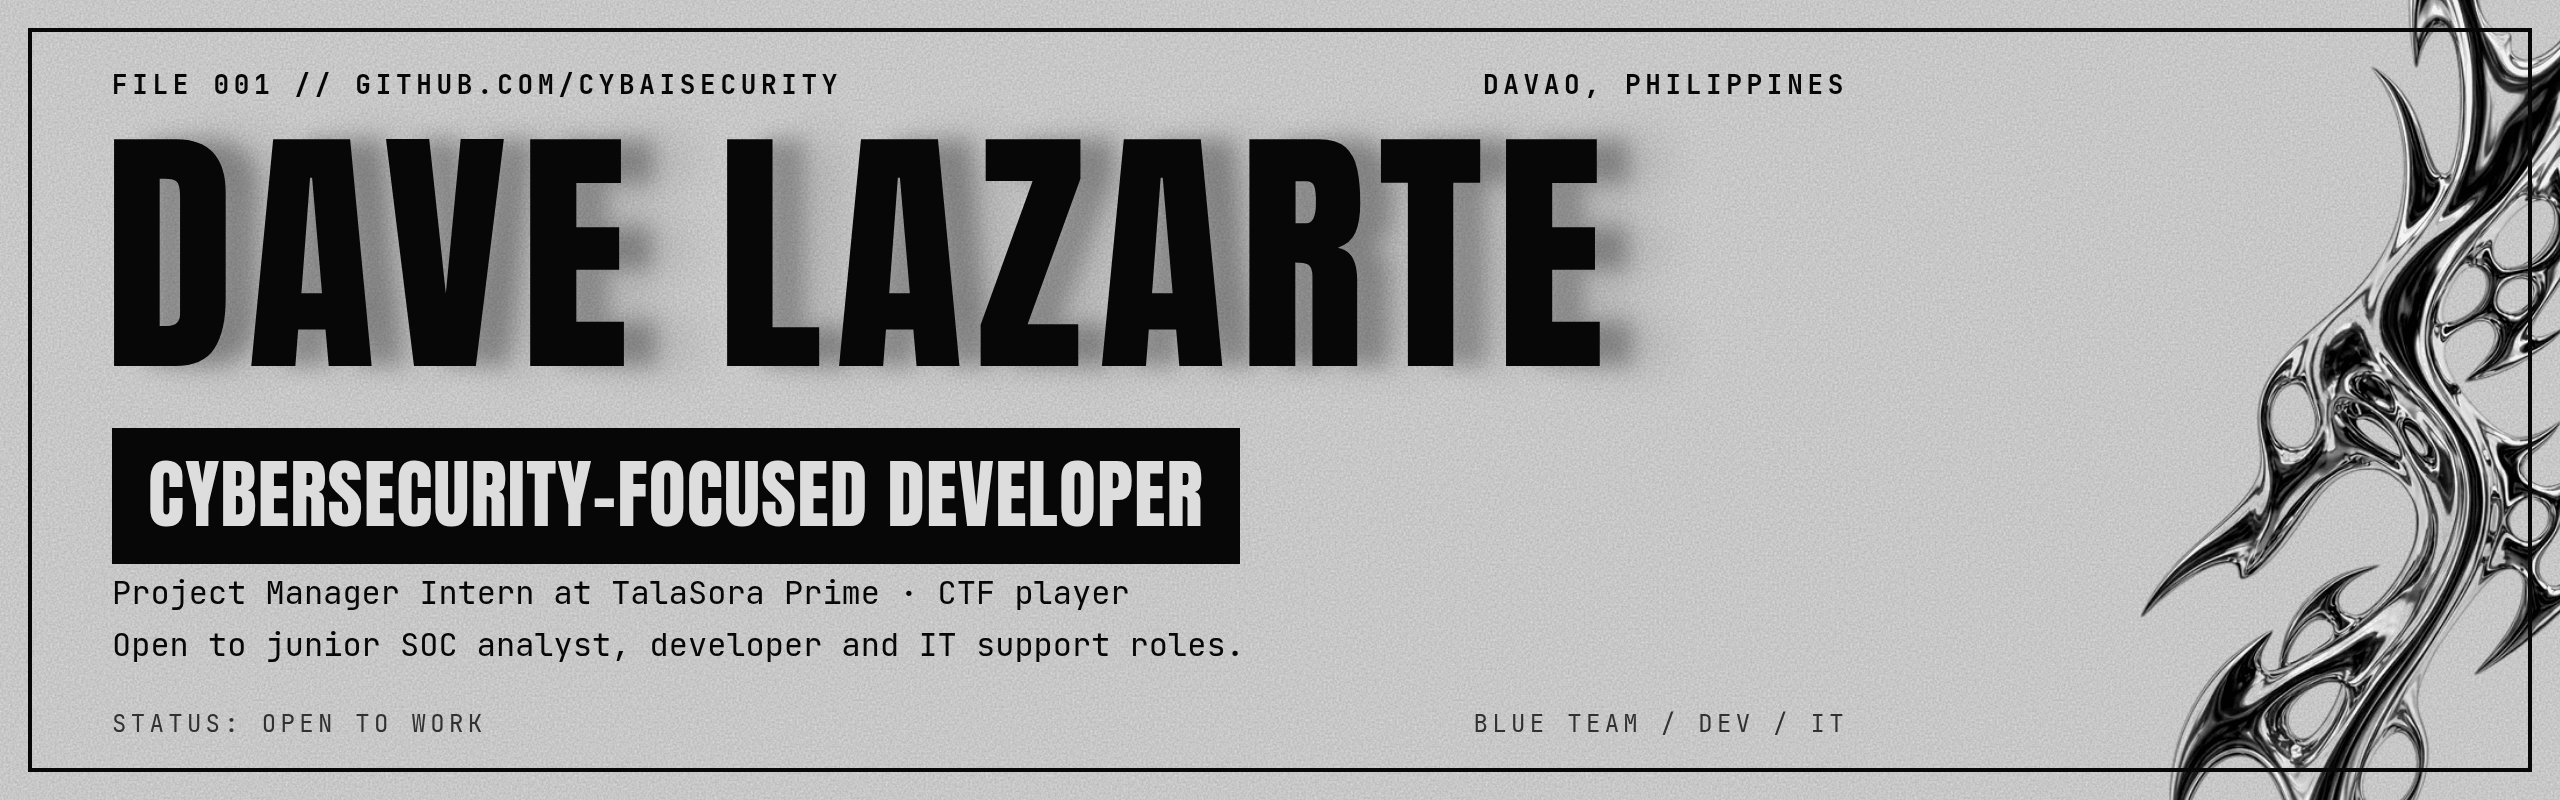 FILE 001 // GITHUB.COM/CYBAISECURITY
DAVAO, PHILIPPINES
DAVE LAZARTE
CYBERSECURITY-FOCUSED DEVELOPER
Project Manager Intern at TalaSora Prime · CTF player
Open to junior SOC analyst, developer and IT support roles.
STATUS: OPEN TO WORK
BLUE TEAM / DEV / IT